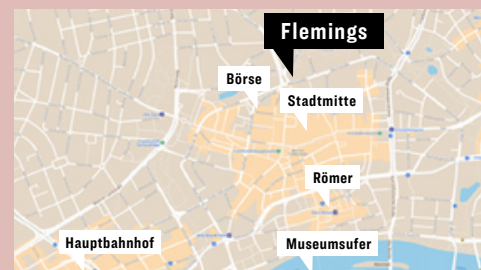 Flemings
Börse
Stadtmitte
Römer
Hauptbahnhof
Museumsufer